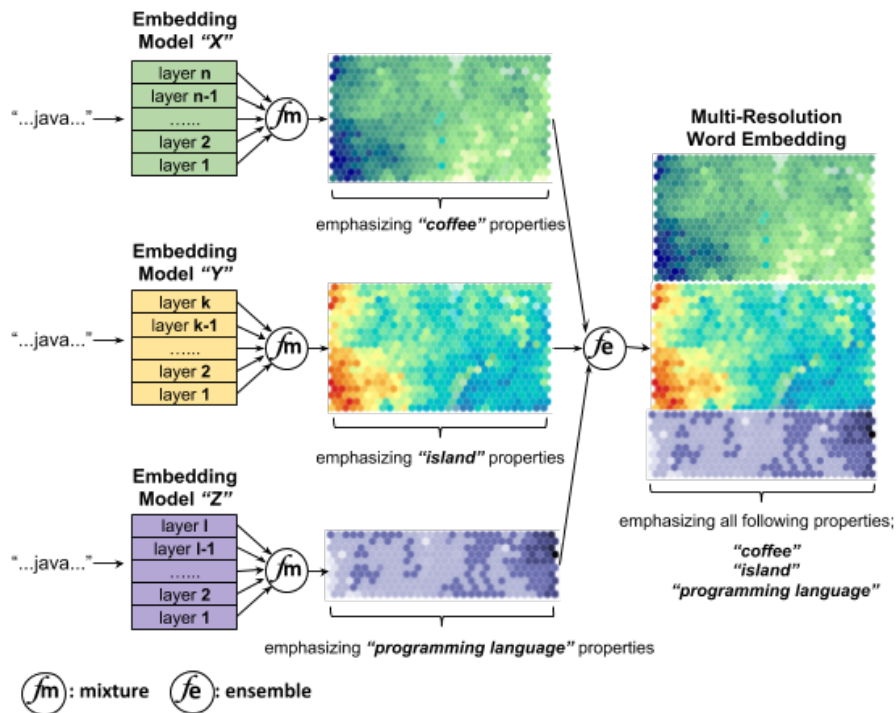 Embedding
Model "X"
"...java..."
layer n
layer n-1
......
layer 2
layer 1
fm
emphasizing "coffee" properties
Embedding
Model "Y"
"...java..."
layer k
layer k-1
......
layer 2
layer 1
fm
emphasizing "island" properties
Embedding
Model "Z"
"...java..."
layer l
layer l-1
......
layer 2
layer 1
fm
emphasizing "programming language" properties
fe
Multi-Resolution
Word Embedding
emphasizing all following properties;
"coffee"
"island"
"programming language"
fm : mixture
fe : ensemble